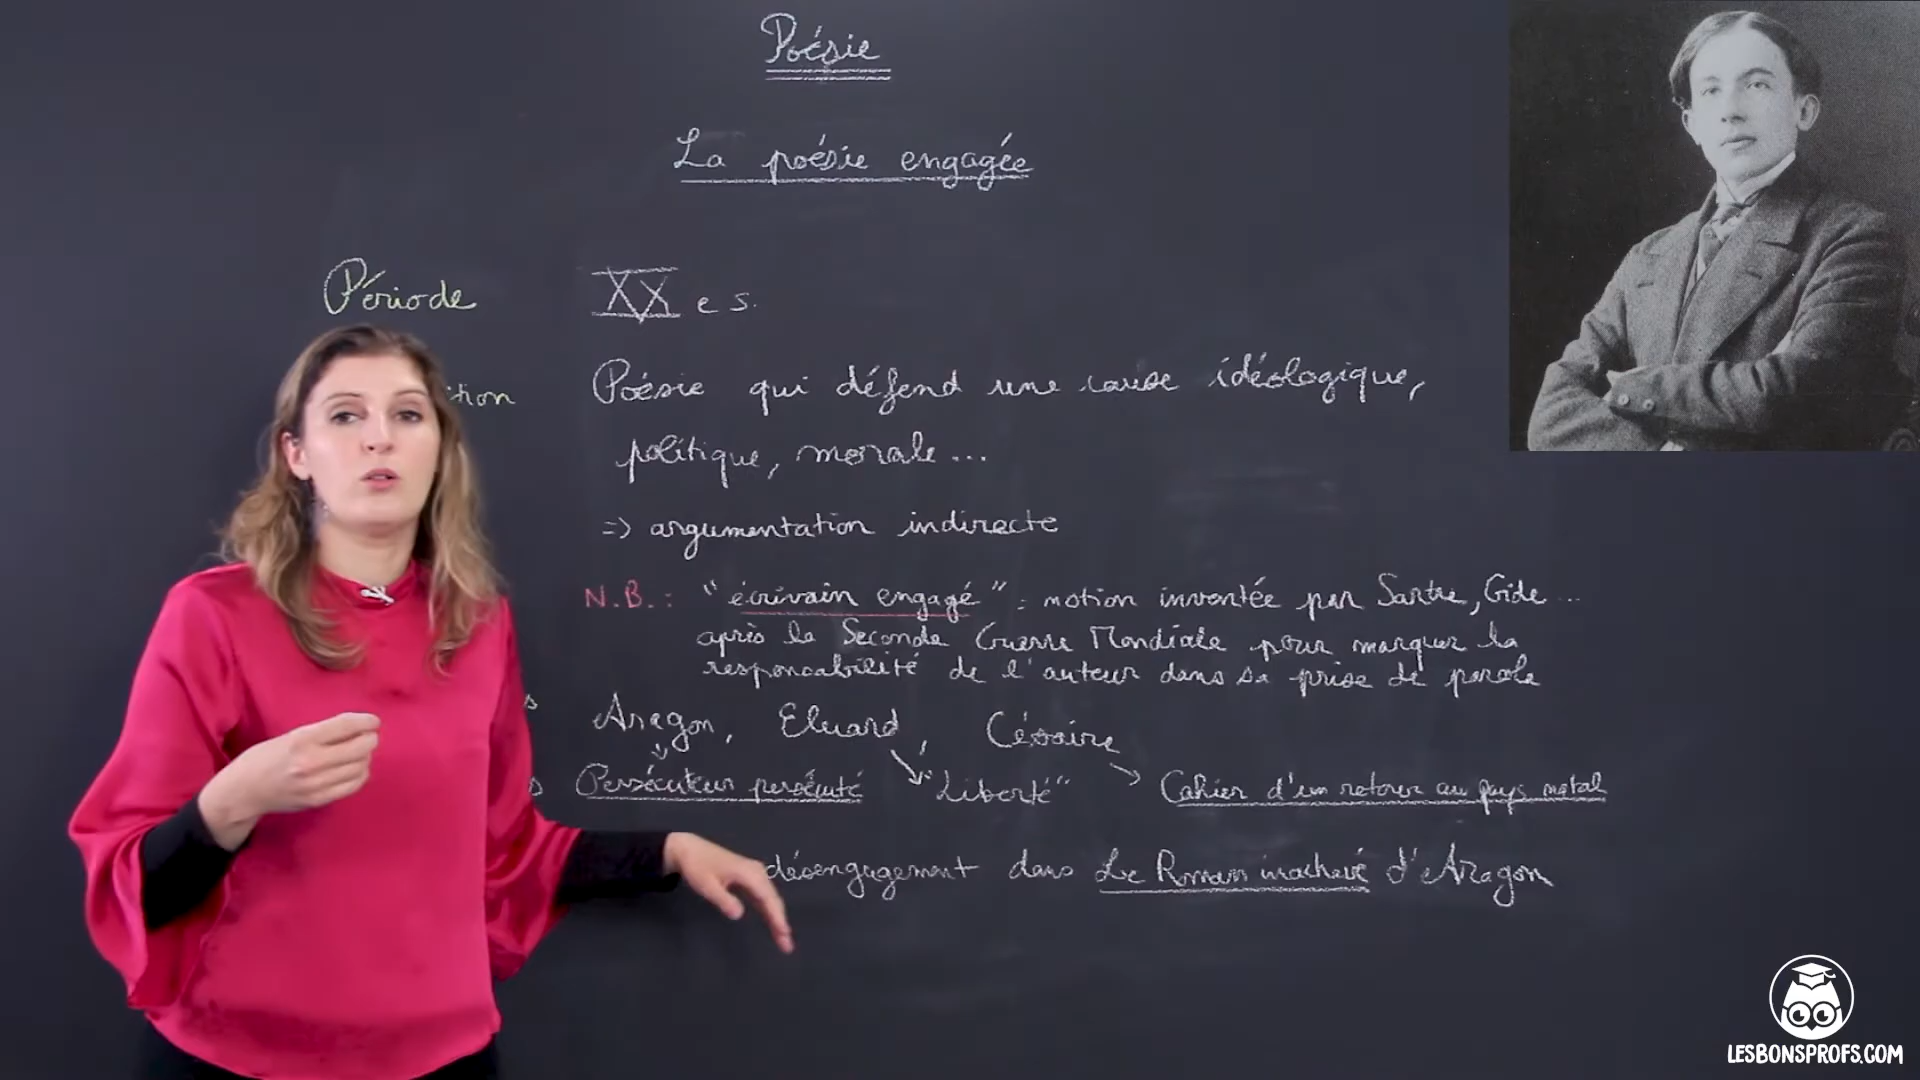 Poésie
La poésie engagée
Période
XX e s.
ition
Poésie qui défend une cause idéologique,
politique, morale...
=> argumentation indirecte
N.B. : "écrivain engagé" : notion inventée par Sartre, Gide...
après la Seconde Guerre Mondiale pour marquer la
responsabilité de l'auteur dans sa prise de parole
s
Aragon, Eluard, Césaire
s
Persécuteur persécuté
"Liberté"
Cahier d'un retour au pays natal
désengagement dans Le Roman inachevé d'Aragon
LESBONSPROFS.COM